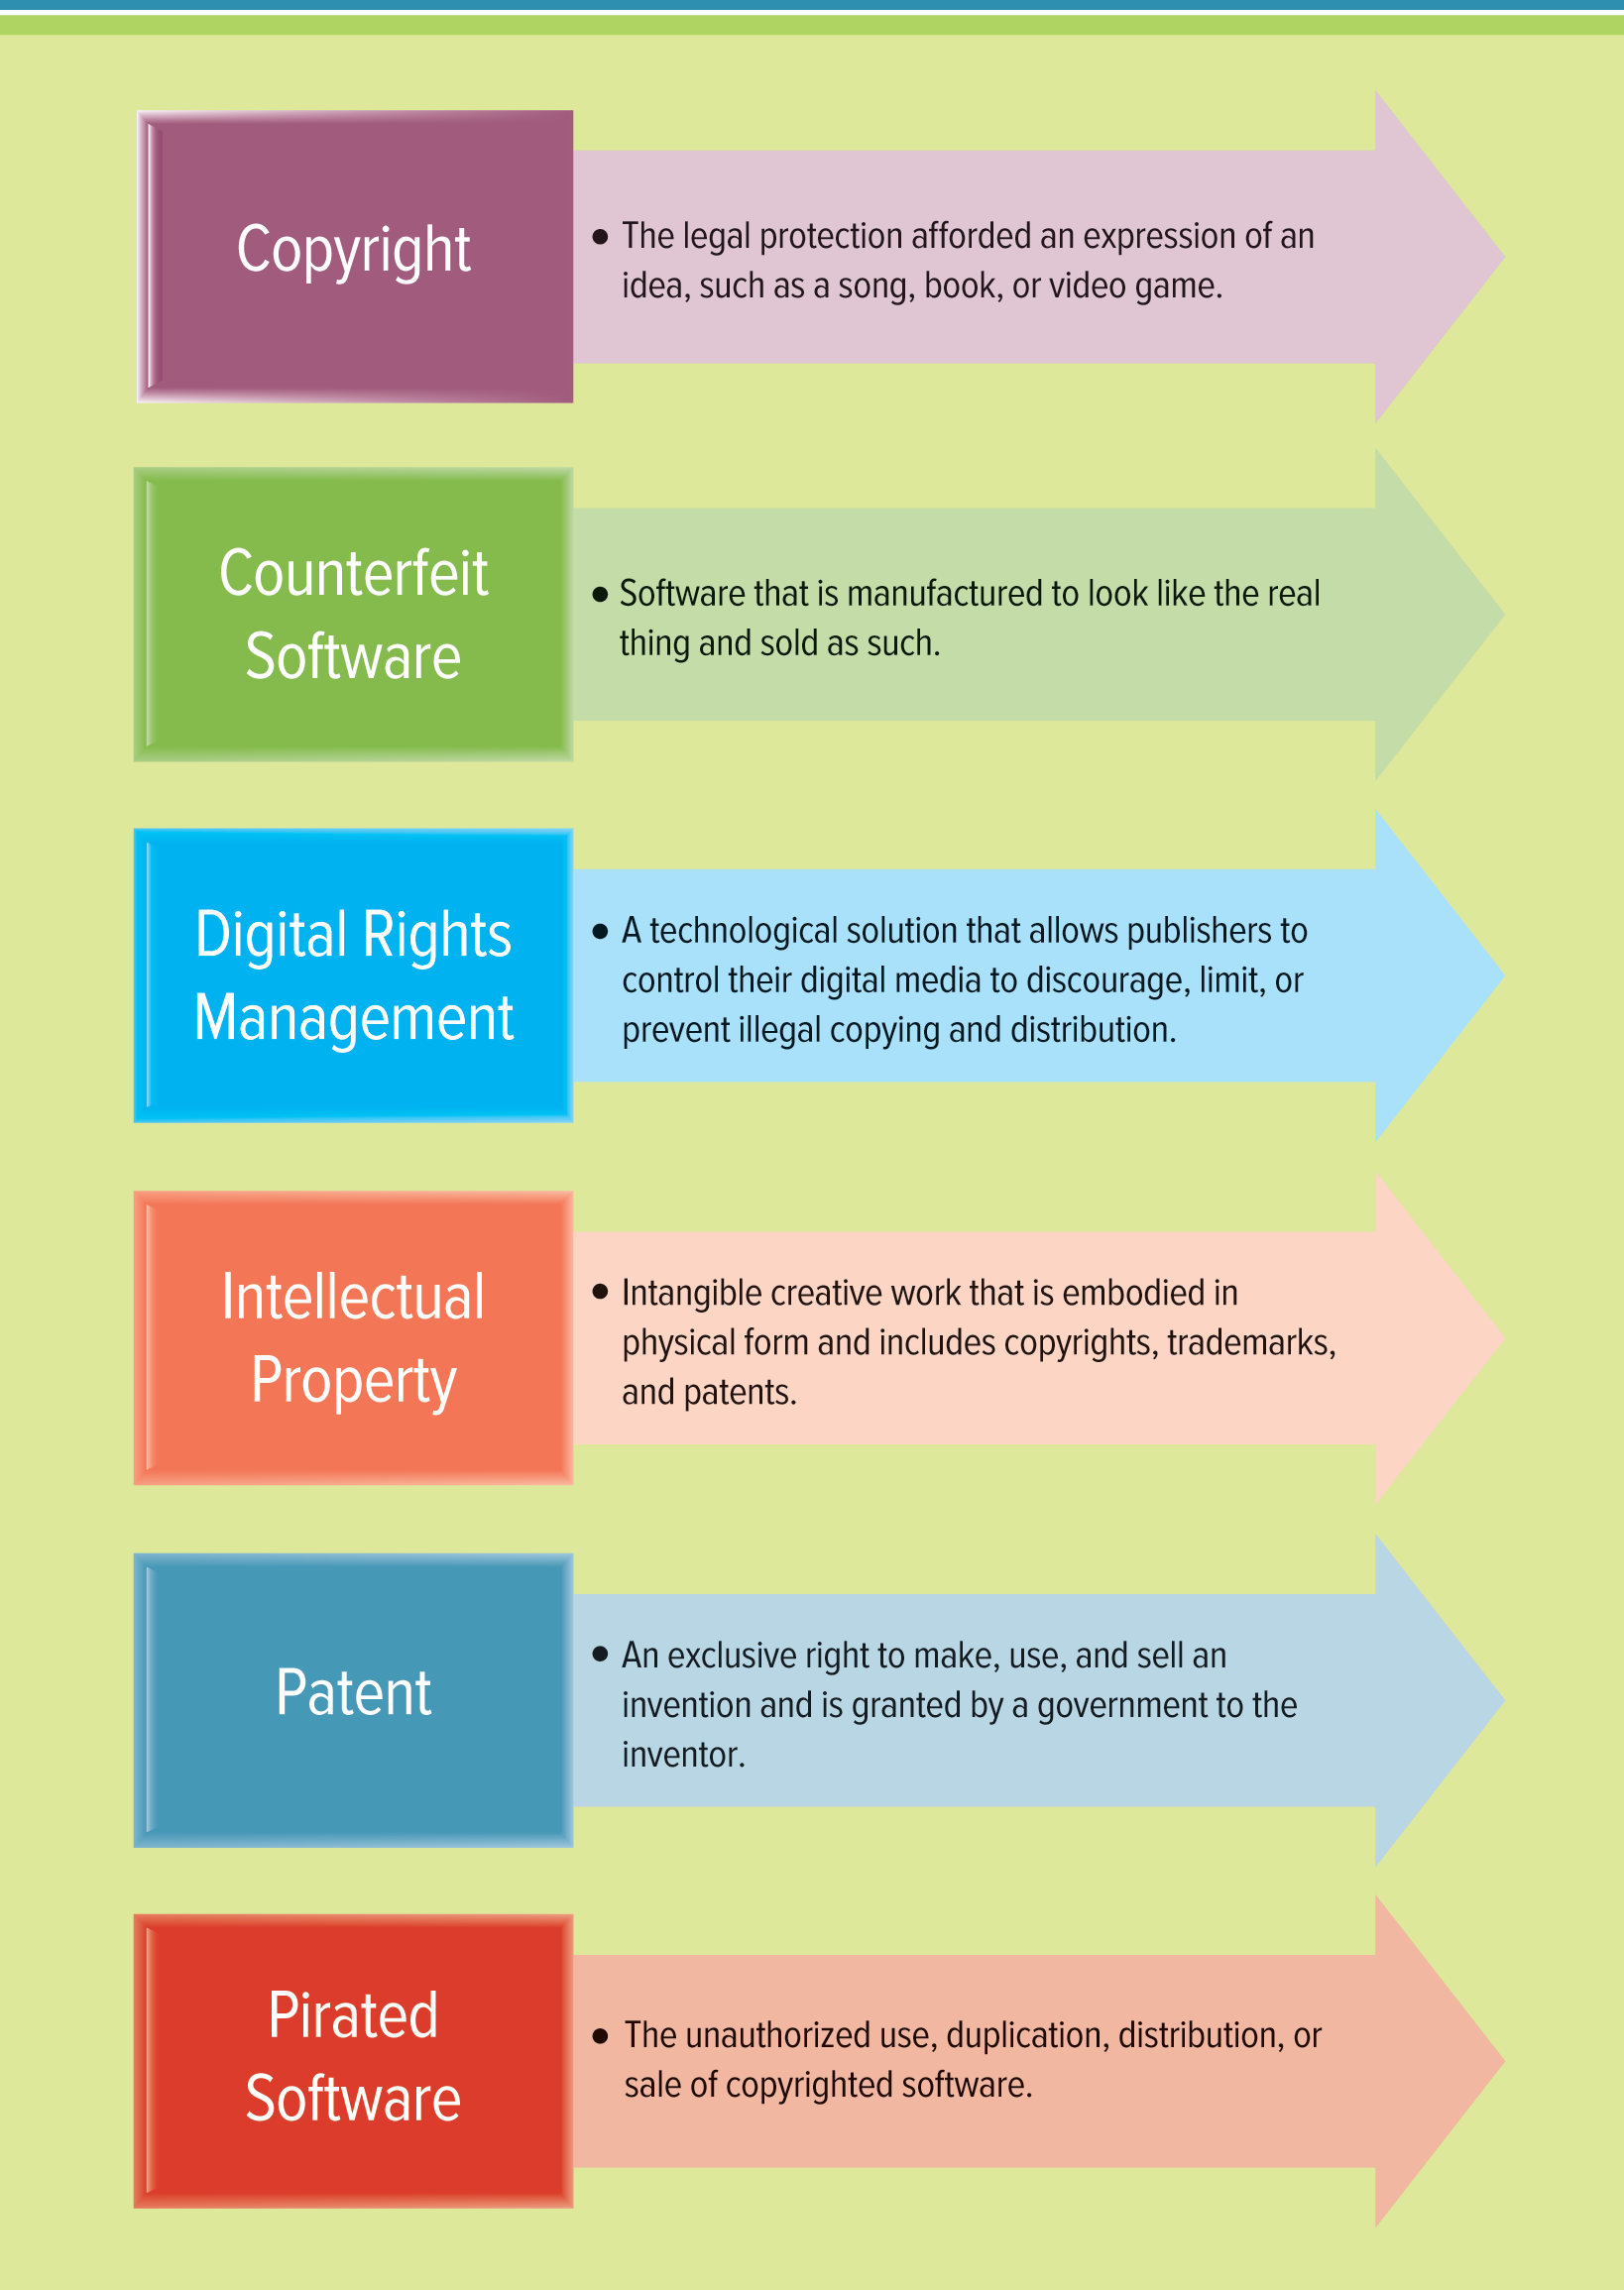 Copyright
• The legal protection afforded an expression of an
idea, such as a song, book, or video game.
Counterfeit
Software
• Software that is manufactured to look like the real
thing and sold as such.
Digital Rights
Management
• A technological solution that allows publishers to
control their digital media to discourage, limit, or
prevent illegal copying and distribution.
Intellectual
Property
• Intangible creative work that is embodied in
physical form and includes copyrights, trademarks,
and patents.
Patent
• An exclusive right to make, use, and sell an
invention and is granted by a government to the
inventor.
Pirated
Software
• The unauthorized use, duplication, distribution, or
sale of copyrighted software.